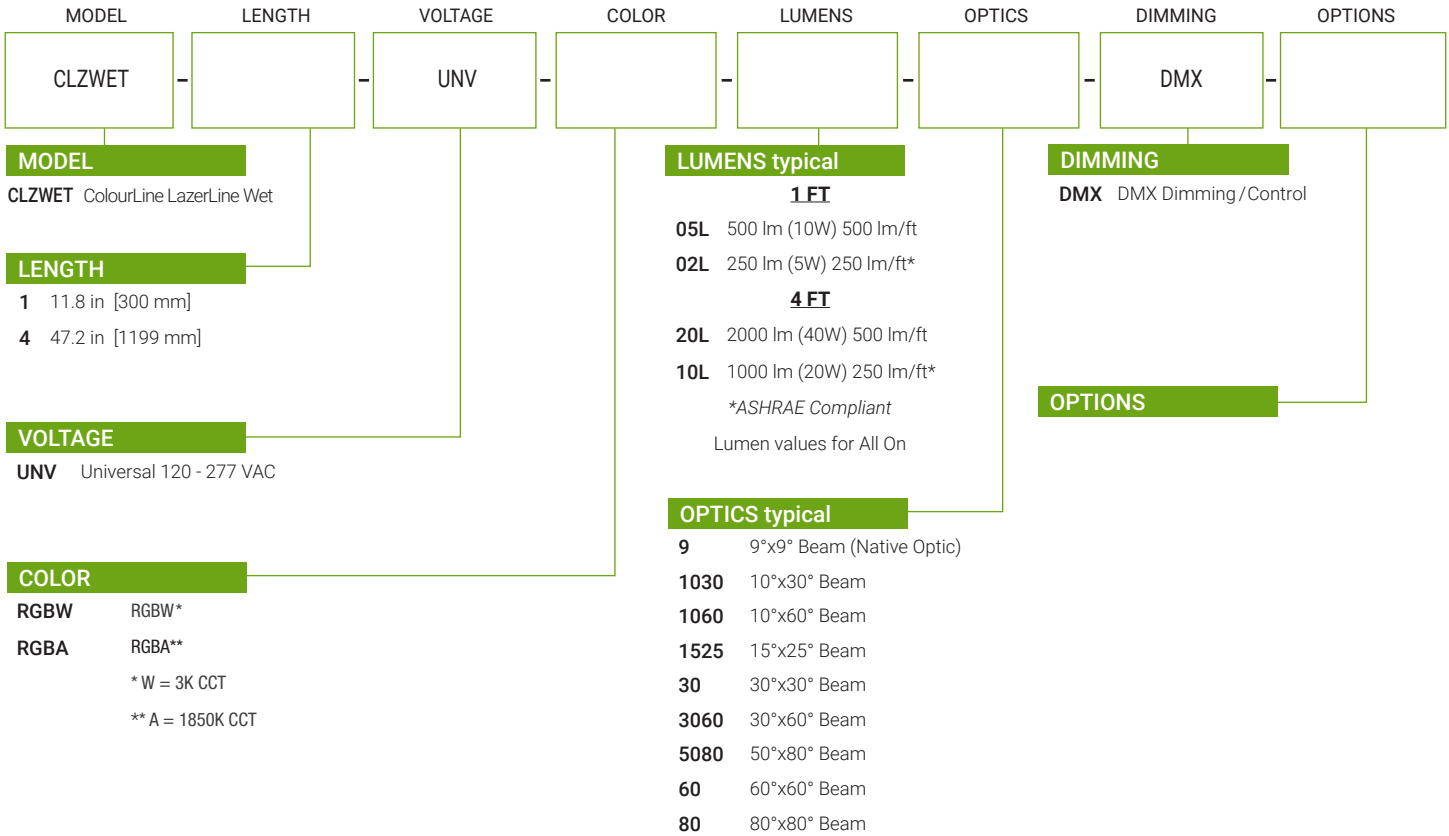 MODEL LENGTH VOLTAGE COLOR LUMENS OPTICS DIMMING OPTIONS
CLZWET - - UNV - - - - DMX -
MODEL
CLZWET ColourLine LazerLine Wet
LENGTH
1 11.8 in [300 mm]
4 47.2 in [1199 mm]
VOLTAGE
UNV Universal 120 - 277 VAC
COLOR
RGBW RGBW*
RGBA RGBA**
* W = 3K CCT
** A = 1850K CCT
LUMENS typical
1 FT
05L 500 lm (10W) 500 lm/ft
02L 250 lm (5W) 250 lm/ft*
4 FT
20L 2000 lm (40W) 500 lm/ft
10L 1000 lm (20W) 250 lm/ft*
*ASHRAE Compliant
Lumen values for All On
OPTICS typical
9 9°x9° Beam (Native Optic)
1030 10°x30° Beam
1060 10°x60° Beam
1525 15°x25° Beam
30 30°x30° Beam
3060 30°x60° Beam
5080 50°x80° Beam
60 60°x60° Beam
80 80°x80° Beam
DIMMING
DMX DMX Dimming/Control
OPTIONS